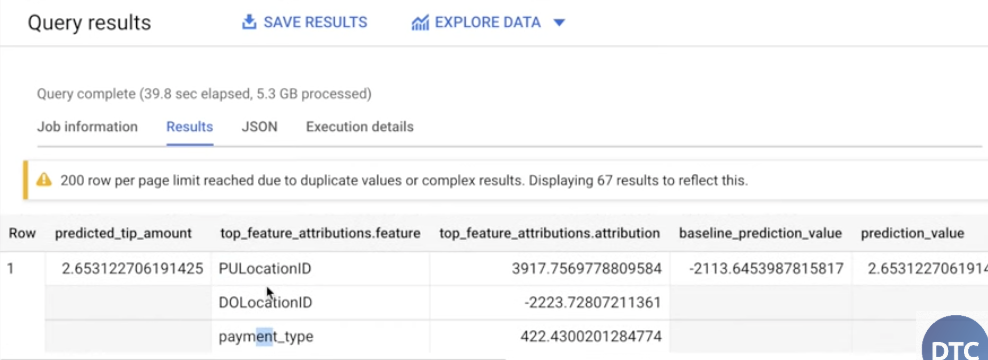 Query results SAVE RESULTS EXPLORE DATA
Query complete (39.8 sec elapsed, 5.3 GB processed)
Job information Results JSON Execution details
200 row per page limit reached due to duplicate values or complex results. Displaying 67 results to reflect this.
Row predicted_tip_amount top_feature_attributions.feature top_feature_attributions.attribution baseline_prediction_value prediction_value
1 2.653122706191425 PULocationID 3917.7569778809584 -2113.6453987815817 2.6531227061914
DOLocationID -2223.72807211361
payment_type 422.4300201284774
DTC